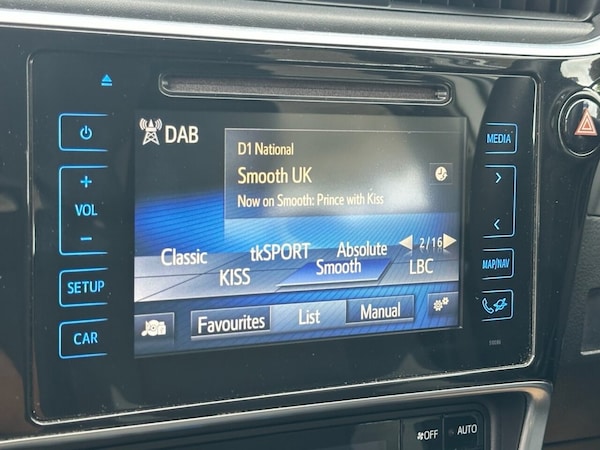 DAB
D1 National
Smooth UK
Now on Smooth: Prince with Kiss
Classic tkSPORT Absolute 2/16
KISS Smooth LBC
Favourites List Manual
+
VOL
-
SETUP
CAR
MEDIA
>
<
MAP/NAV
OFF AUTO